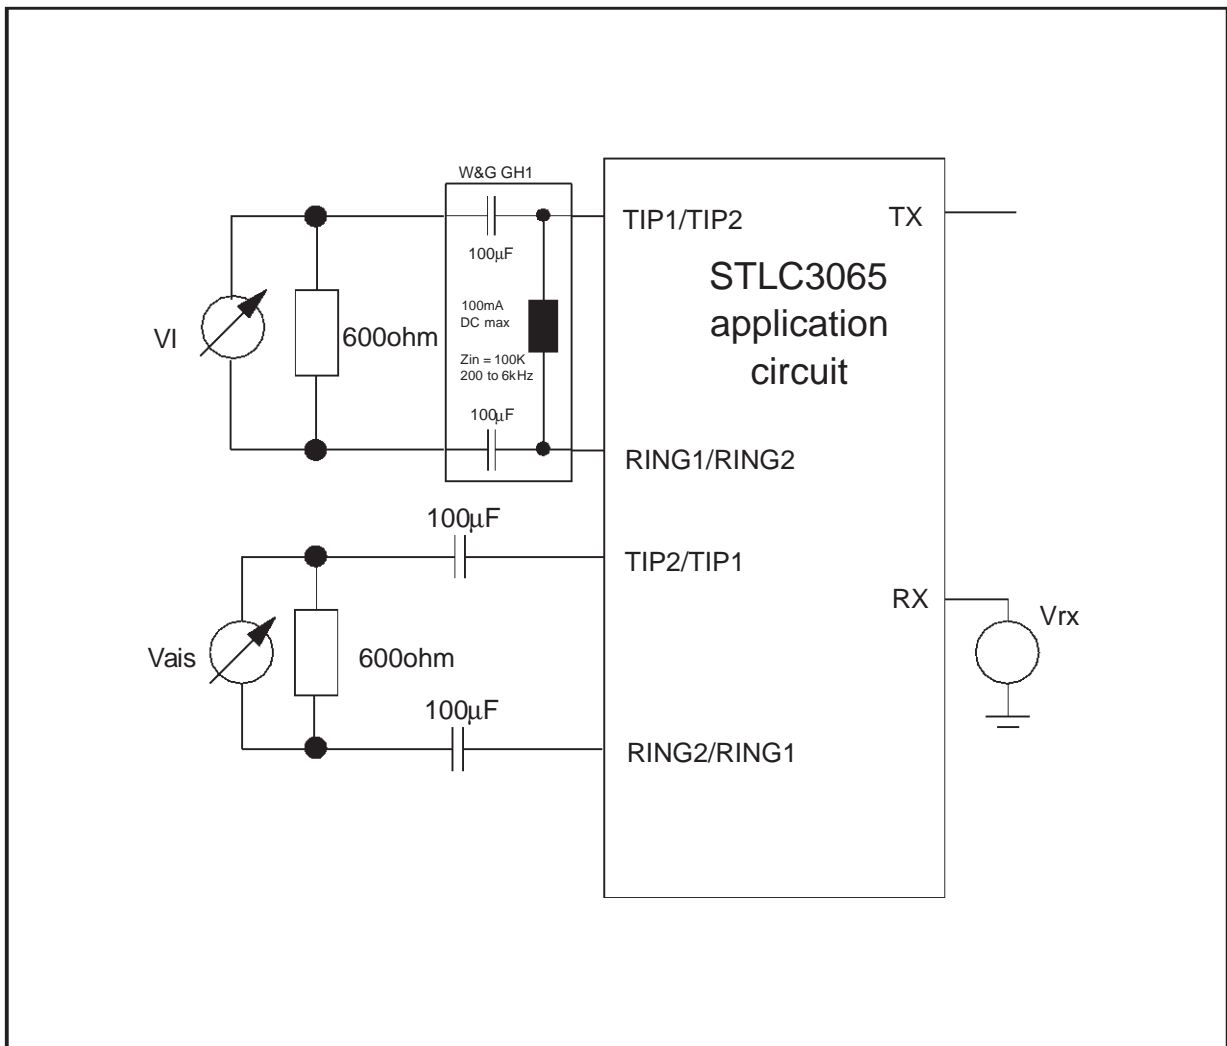 W&G GH1
TIP1/TIP2
TX
100μF
STLC3065
application
circuit
100mA
DC max
VI
600ohm
Zin = 100K
200 to 6kHz
100μF
RING1/RING2
100μF
TIP2/TIP1
RX
Vrx
Vais
600ohm
100μF
RING2/RING1